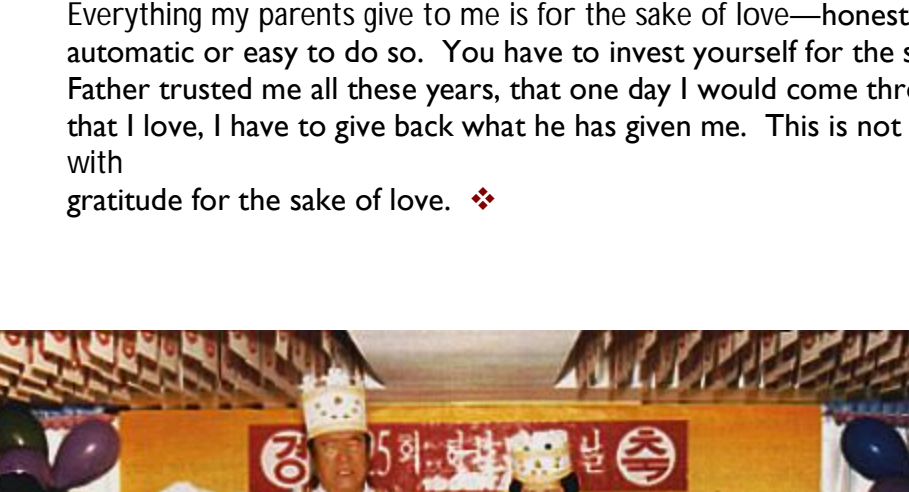 Everything my parents give to me is for the sake of love—honest
automatic or easy to do so. You have to invest yourself for the s
Father trusted me all these years, that one day I would come thr
that I love, I have to give back what he has given me. This is not
with
gratitude for the sake of love. ❖
경 5회 날 축